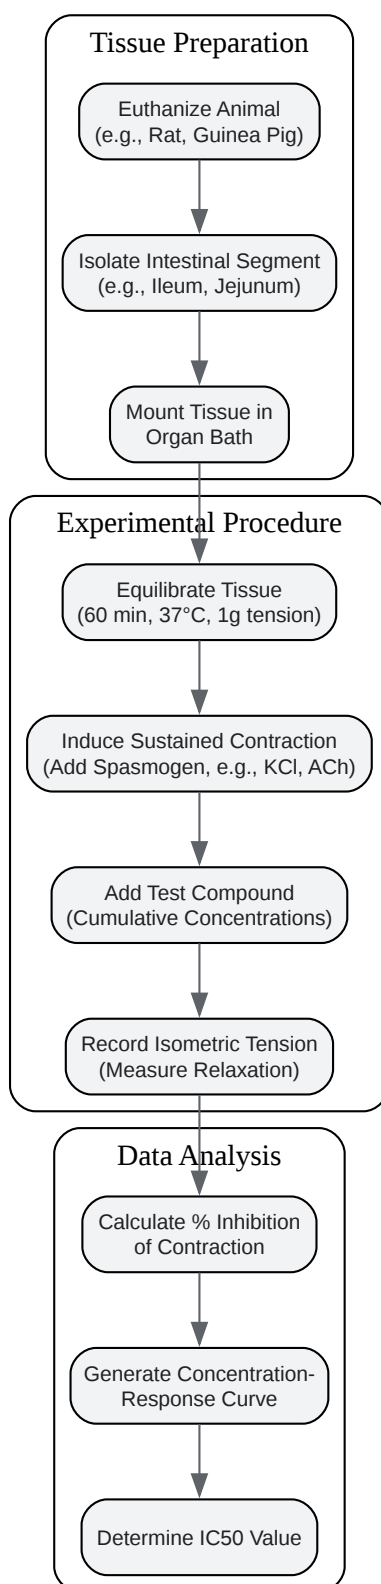 Tissue Preparation
Euthanize Animal
(e.g., Rat, Guinea Pig)
Isolate Intestinal Segment
(e.g., Ileum, Jejunum)
Mount Tissue in
Organ Bath
Experimental Procedure
Equilibrate Tissue
(60 min, 37°C, 1g tension)
Induce Sustained Contraction
(Add Spasmogen, e.g., KCl, ACh)
Add Test Compound
(Cumulative Concentrations)
Record Isometric Tension
(Measure Relaxation)
Data Analysis
Calculate % Inhibition
of Contraction
Generate Concentration-
Response Curve
Determine IC50 Value